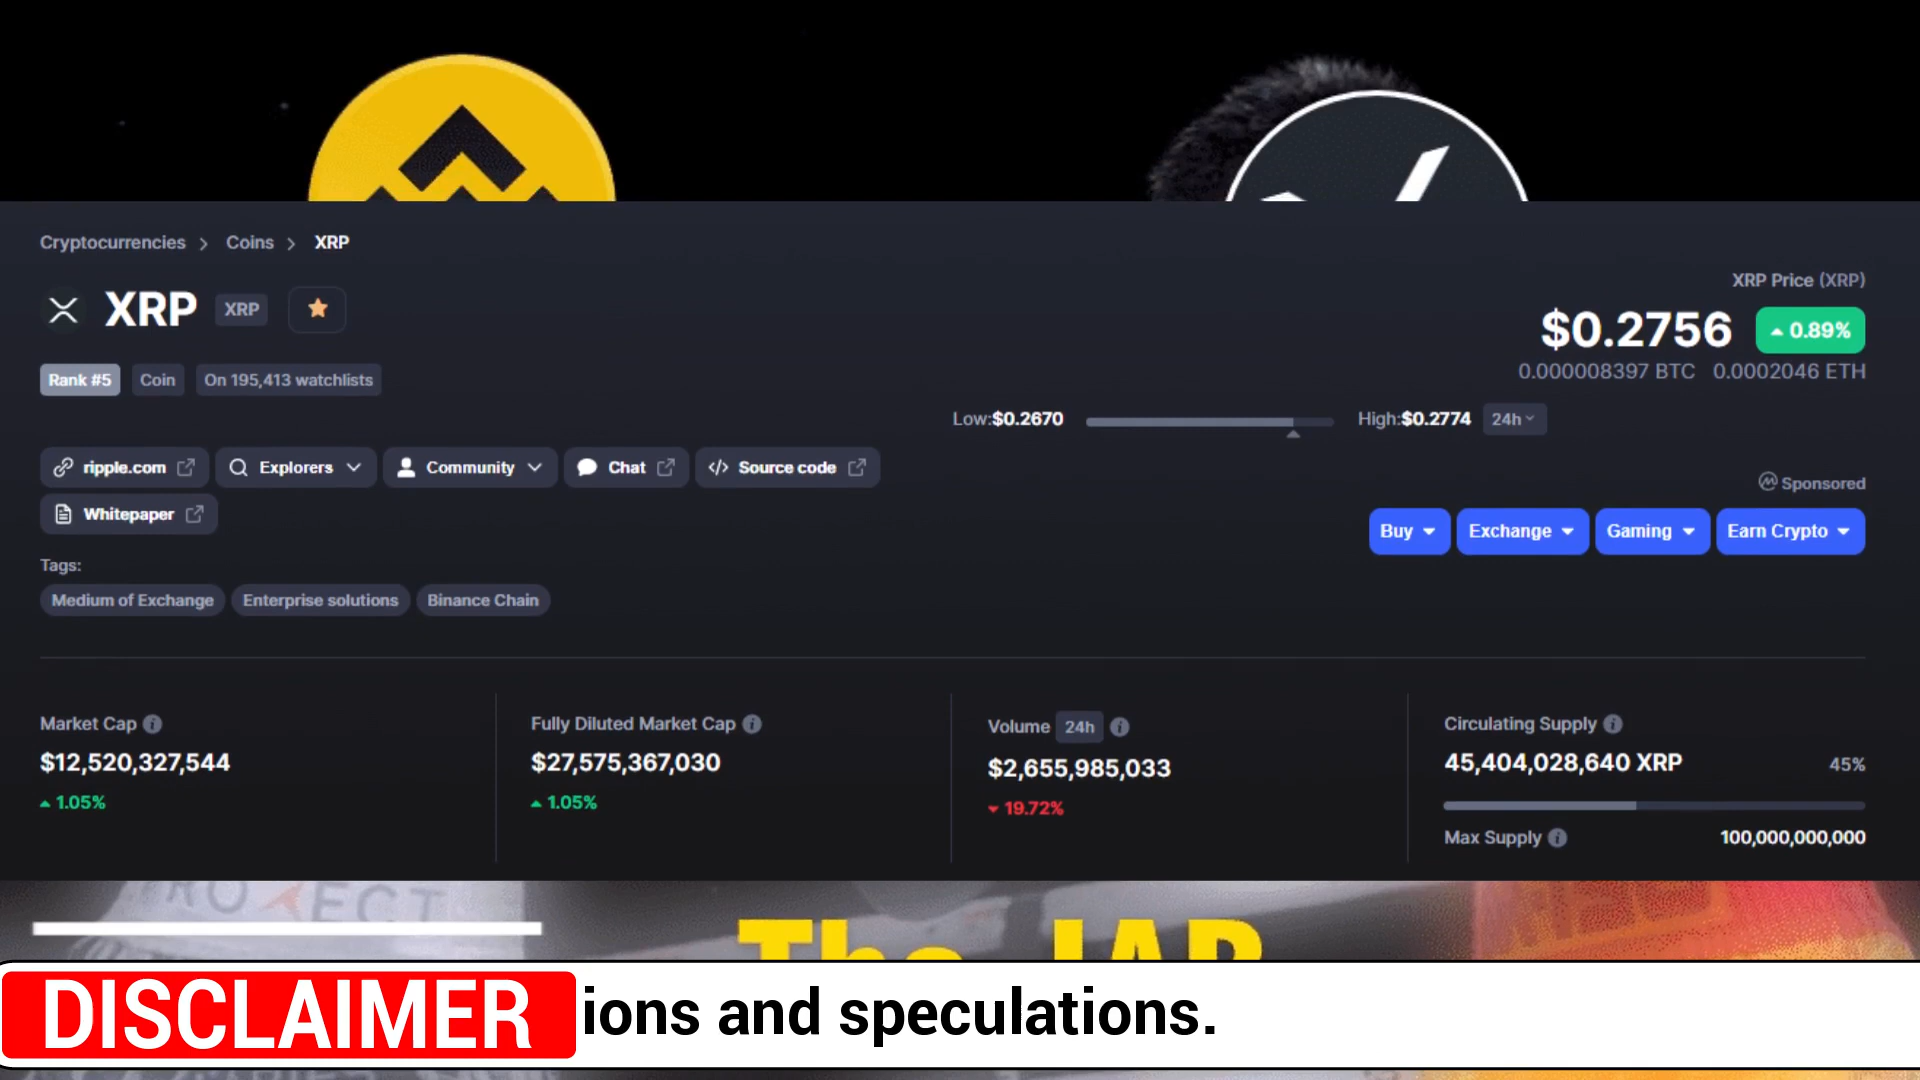 Cryptocurrencies > Coins > XRP
XRP XRP
XRP Price (XRP)
$0.2756 0.89%
0.000008397 BTC 0.0002046 ETH
Rank #5 Coin On 195,413 watchlists
Low:$0.2670 High:$0.2774 24h
ripple.com Explorers Community Chat Source code
Whitepaper
Sponsored
Buy Exchange Gaming Earn Crypto
Tags:
Medium of Exchange Enterprise solutions Binance Chain
Market Cap
$12,520,327,544
1.05%
Fully Diluted Market Cap
$27,575,367,030
1.05%
Volume 24h
$2,655,985,033
19.72%
Circulating Supply
45,404,028,640 XRP 45%
Max Supply 100,000,000,000
The
DISCLAIMER ions and speculations.